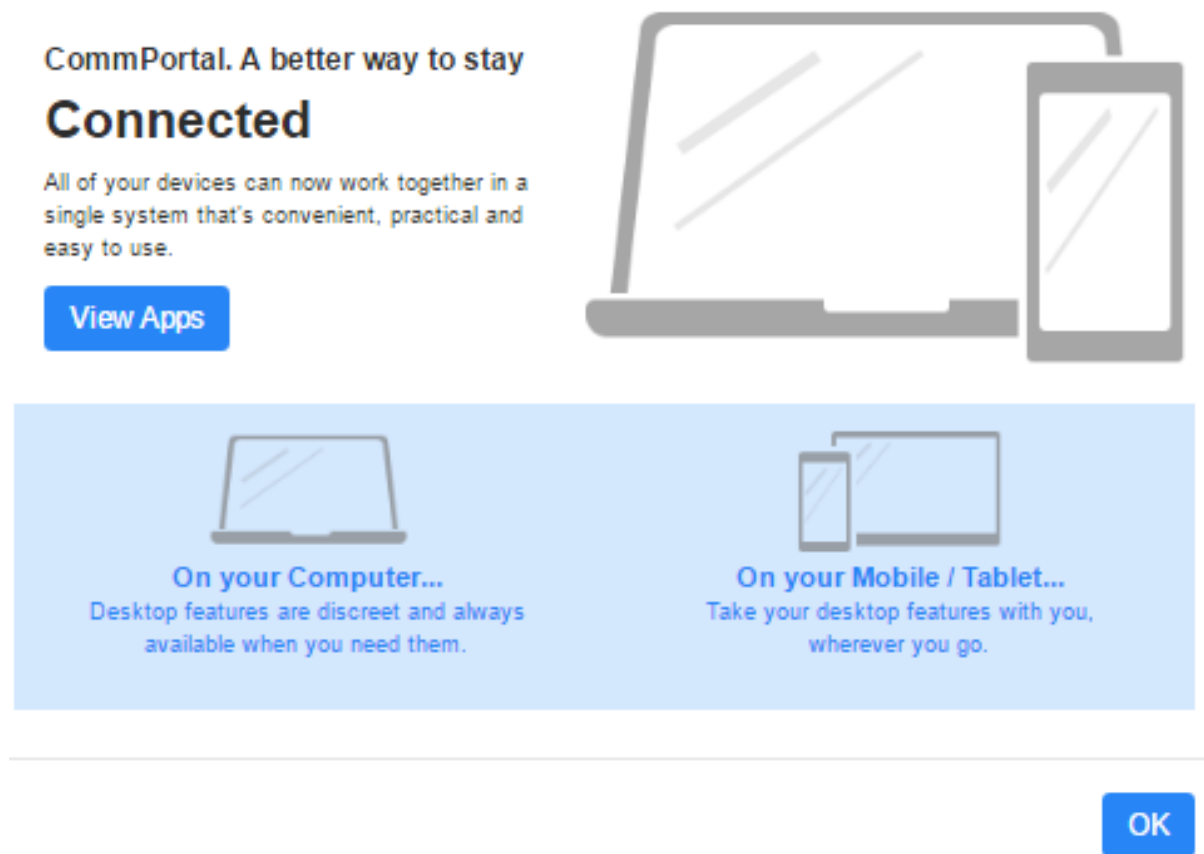 CommPortal. A better way to stay
Connected
All of your devices can now work together in a
single system that's convenient, practical and
easy to use.
View Apps
On your Computer...
Desktop features are discreet and always
available when you need them.
On your Mobile / Tablet...
Take your desktop features with you,
wherever you go.
OK